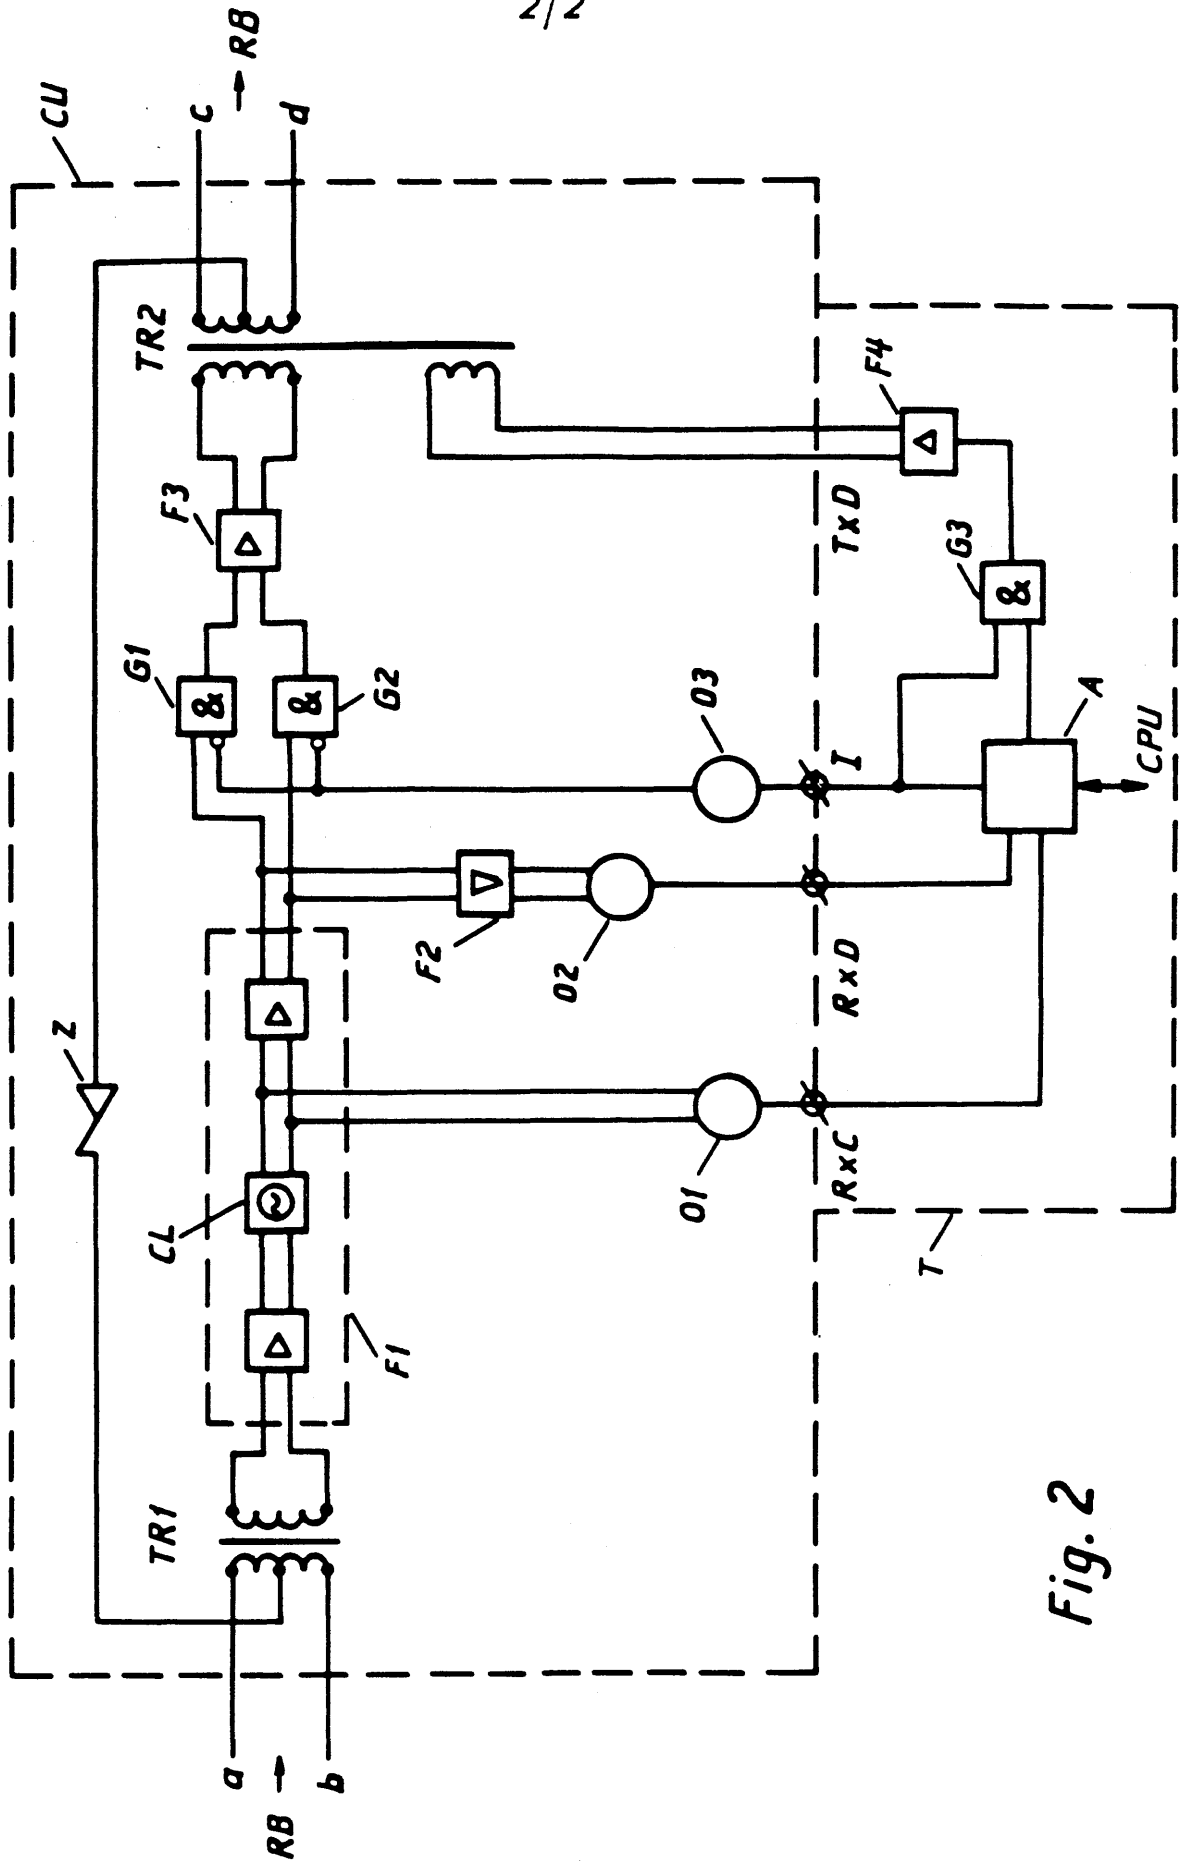 2/2
CU
c
→ RB
d
TR2
F3
F4
G1
G2
TxD
G3
&
&
&
O3
I
A
CPU
Z
F2
O2
RxD
CL
O1
RxC
T
F1
TR1
a
RB →
b
Fig. 2